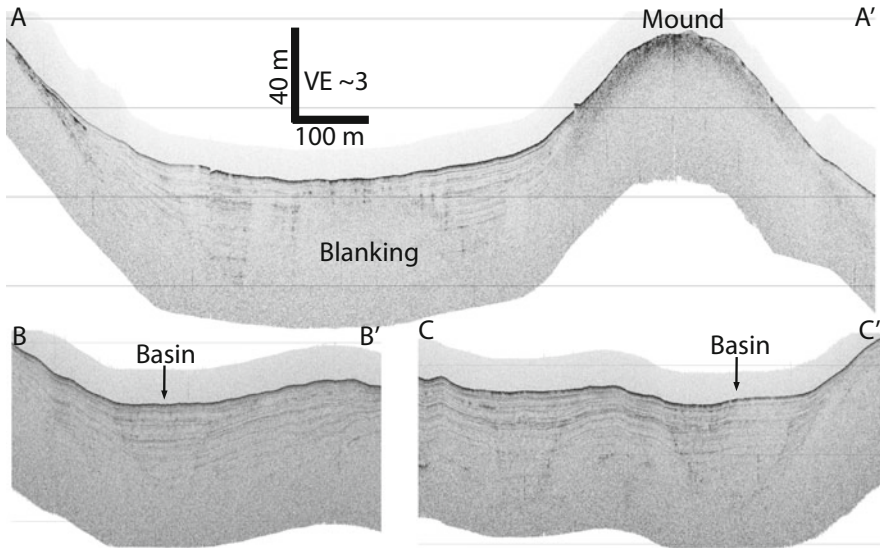 A
Mound
A′
40 m
VE ~3
100 m
Blanking
B
Basin
B′
C
Basin
C′